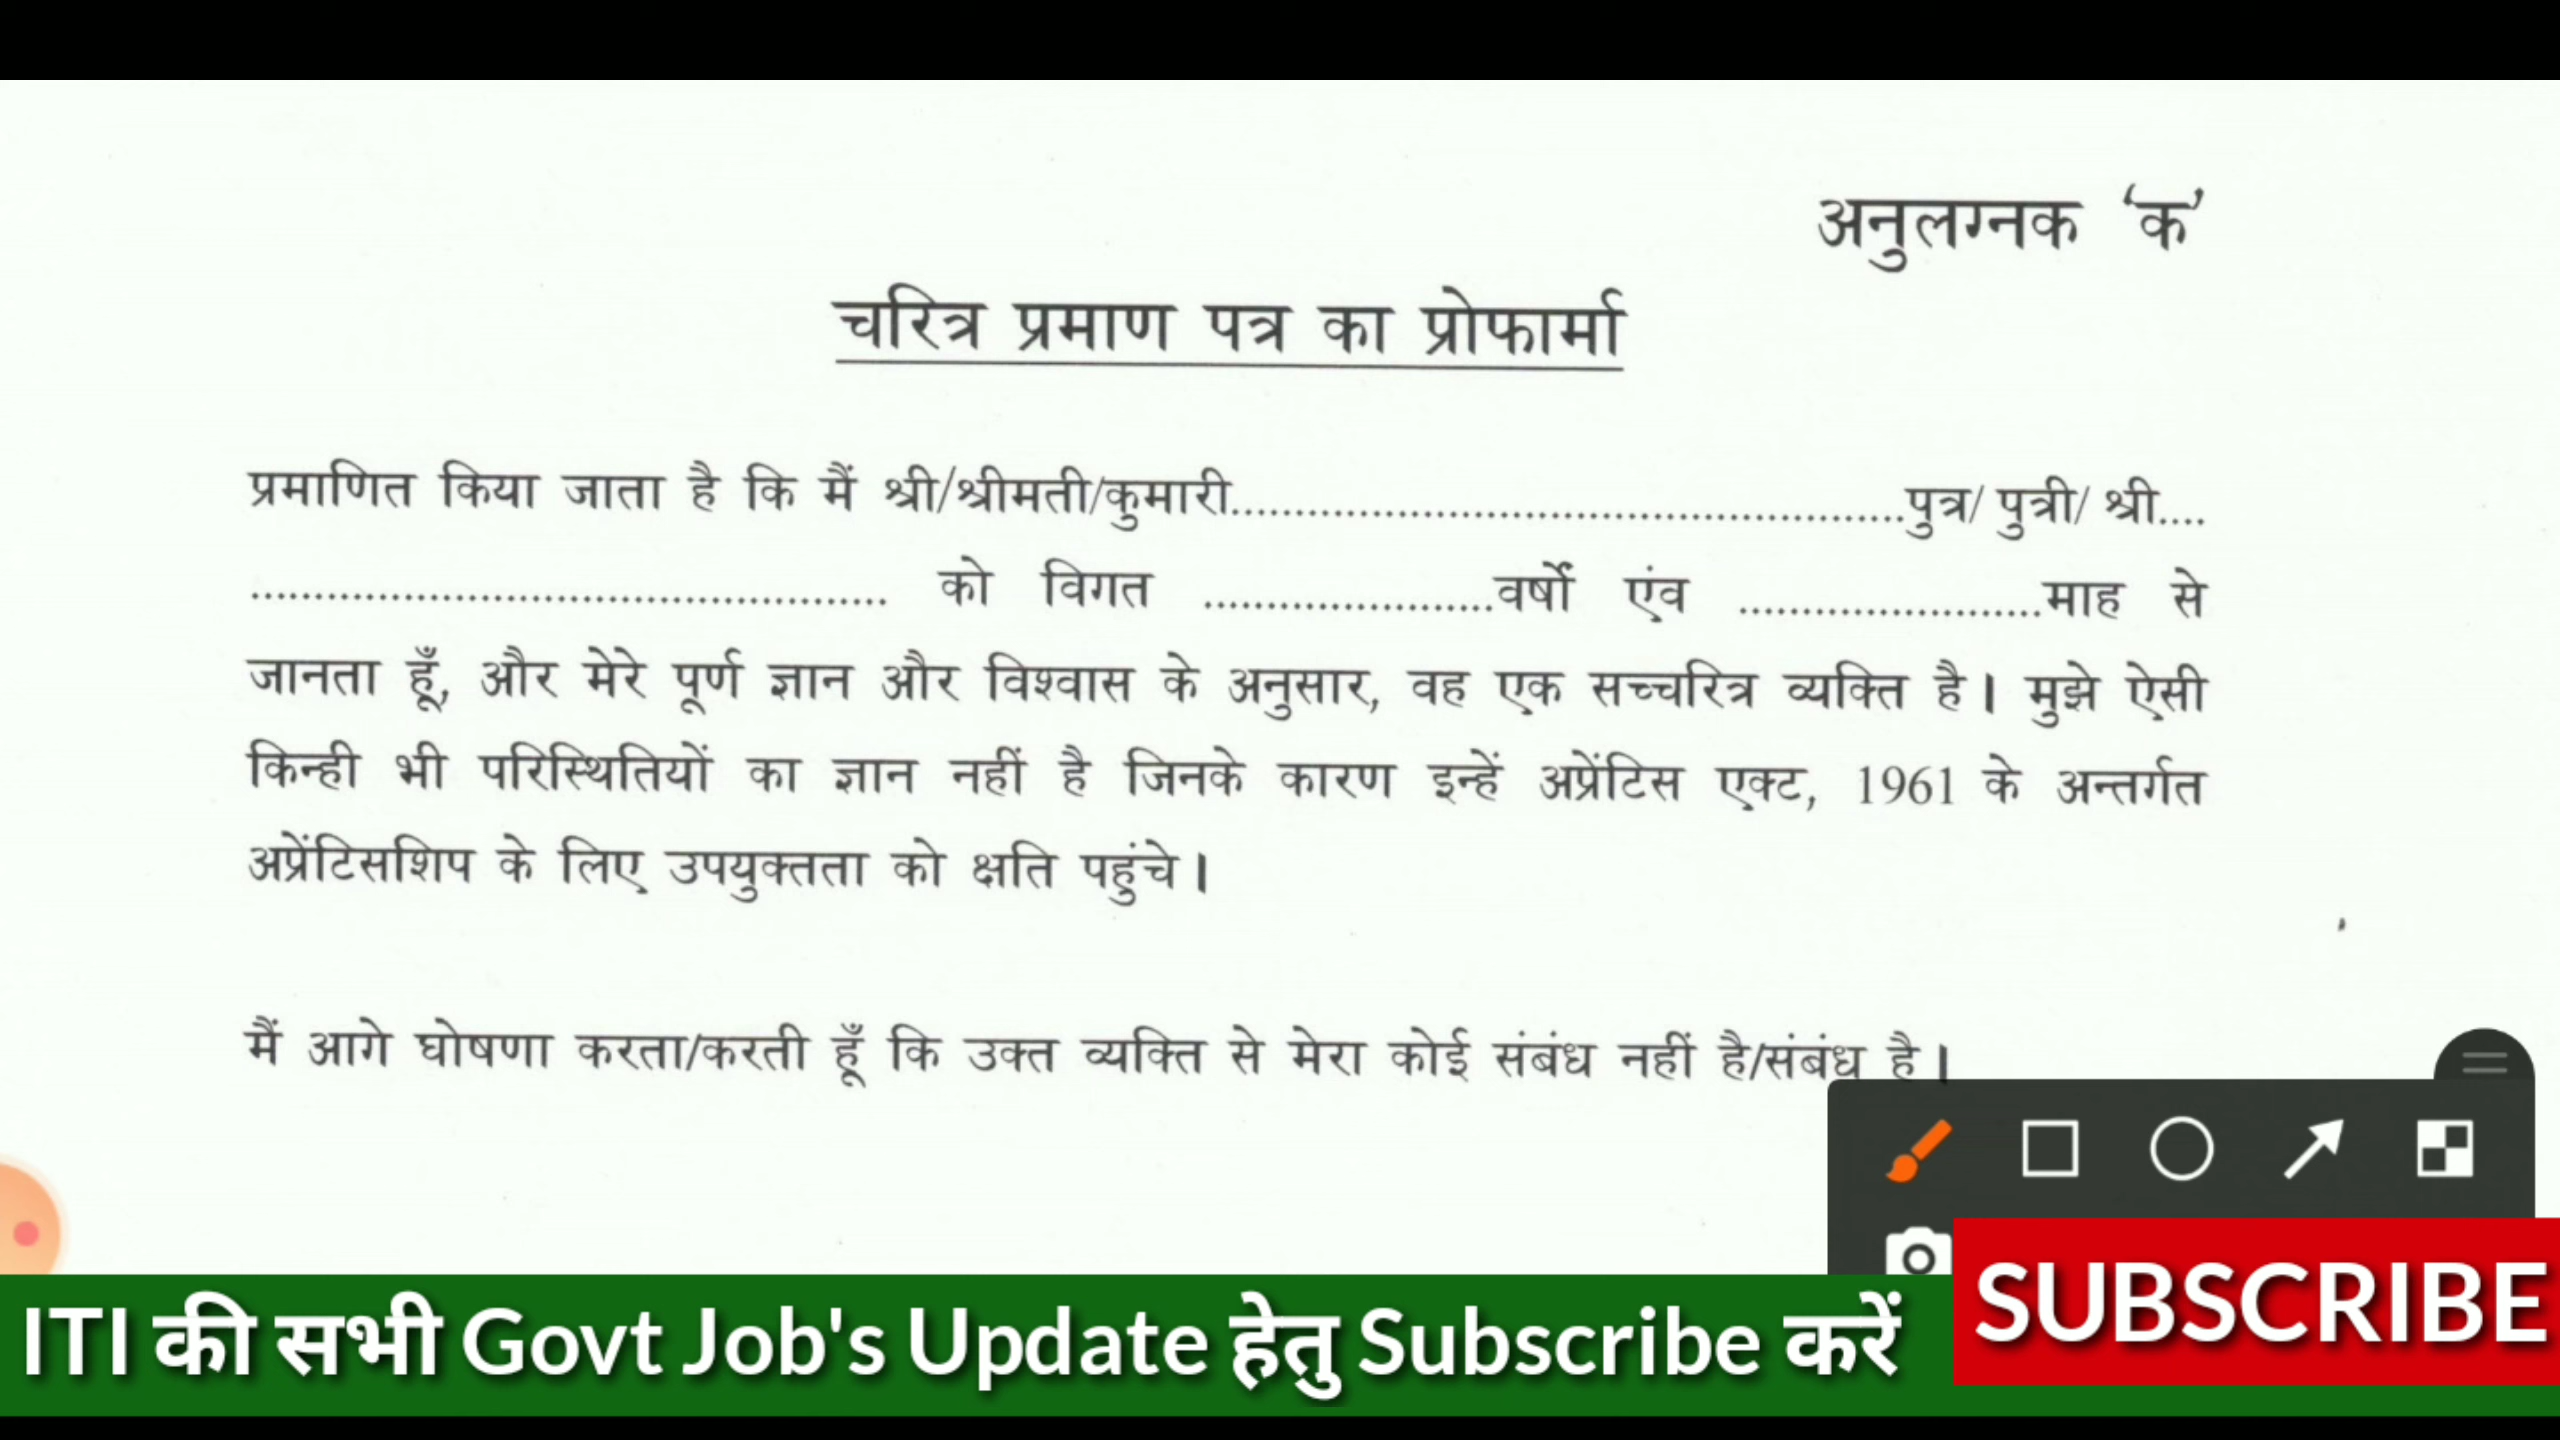 अनुलग्नक ‘क’
चरित्र प्रमाण पत्र का प्रोफार्मा
प्रमाणित किया जाता है कि मैं श्री/श्रीमती/कुमारी.....................................................पुत्र/ पुत्री/ श्री....
.................................................. को विगत .......................वर्षों एंव ........................माह से
जानता हूँ, और मेरे पूर्ण ज्ञान और विश्वास के अनुसार, वह एक सच्चरित्र व्यक्ति है। मुझे ऐसी
किन्ही भी परिस्थितियों का ज्ञान नहीं है जिनके कारण इन्हें अप्रेंटिस एक्ट, 1961 के अन्तर्गत
अप्रेंटिसशिप के लिए उपयुक्तता को क्षति पहुंचे।
मैं आगे घोषणा करता/करती हूँ कि उक्त व्यक्ति से मेरा कोई संबंध नहीं है/संबंध है।
ITI की सभी Govt Job's Update हेतु Subscribe करें
SUBSCRIBE